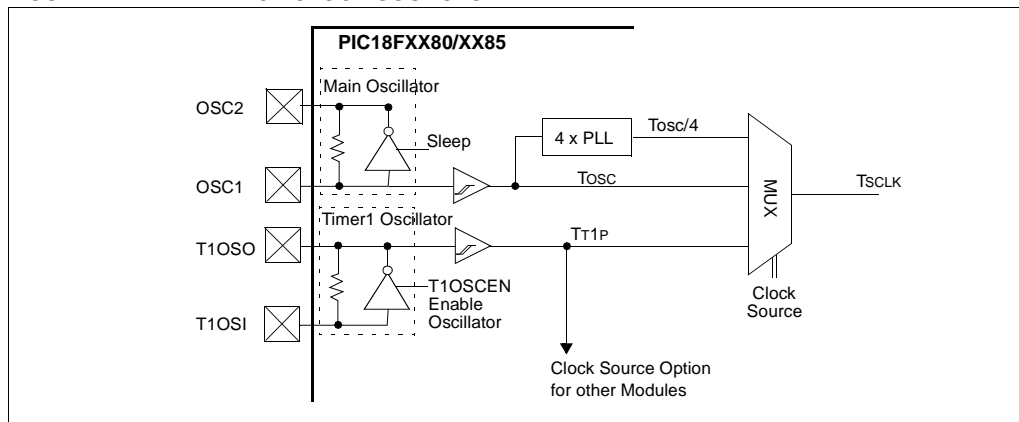 PIC18FXX80/XX85
Main Oscillator
OSC2
Sleep
4 x PLL
TOSC/4
OSC1
TOSC
MUX
TSCLK
Timer1 Oscillator
T1OSO
TT1P
T1OSCEN
Enable
Oscillator
Clock
Source
T1OSI
Clock Source Option
for other Modules